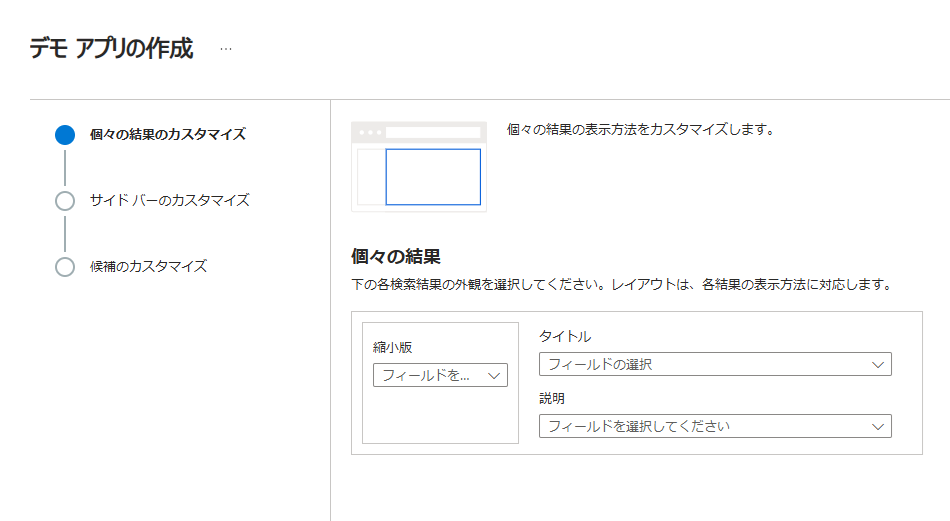 デモ アプリの作成 …
個々の結果のカスタマイズ
個々の結果の表示方法をカスタマイズします。
サイド バーのカスタマイズ
候補のカスタマイズ
個々の結果
下の各検索結果の外観を選択してください。レイアウトは、各結果の表示方法に対応します。
縮小版
フィールドを...
タイトル
フィールドの選択
説明
フィールドを選択してください